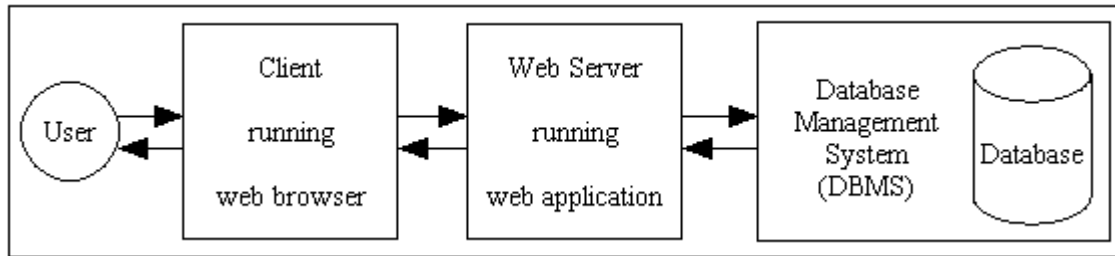 User
Client
running
web browser
Web Server
running
web application
Database
Management
System
(DBMS)
Database